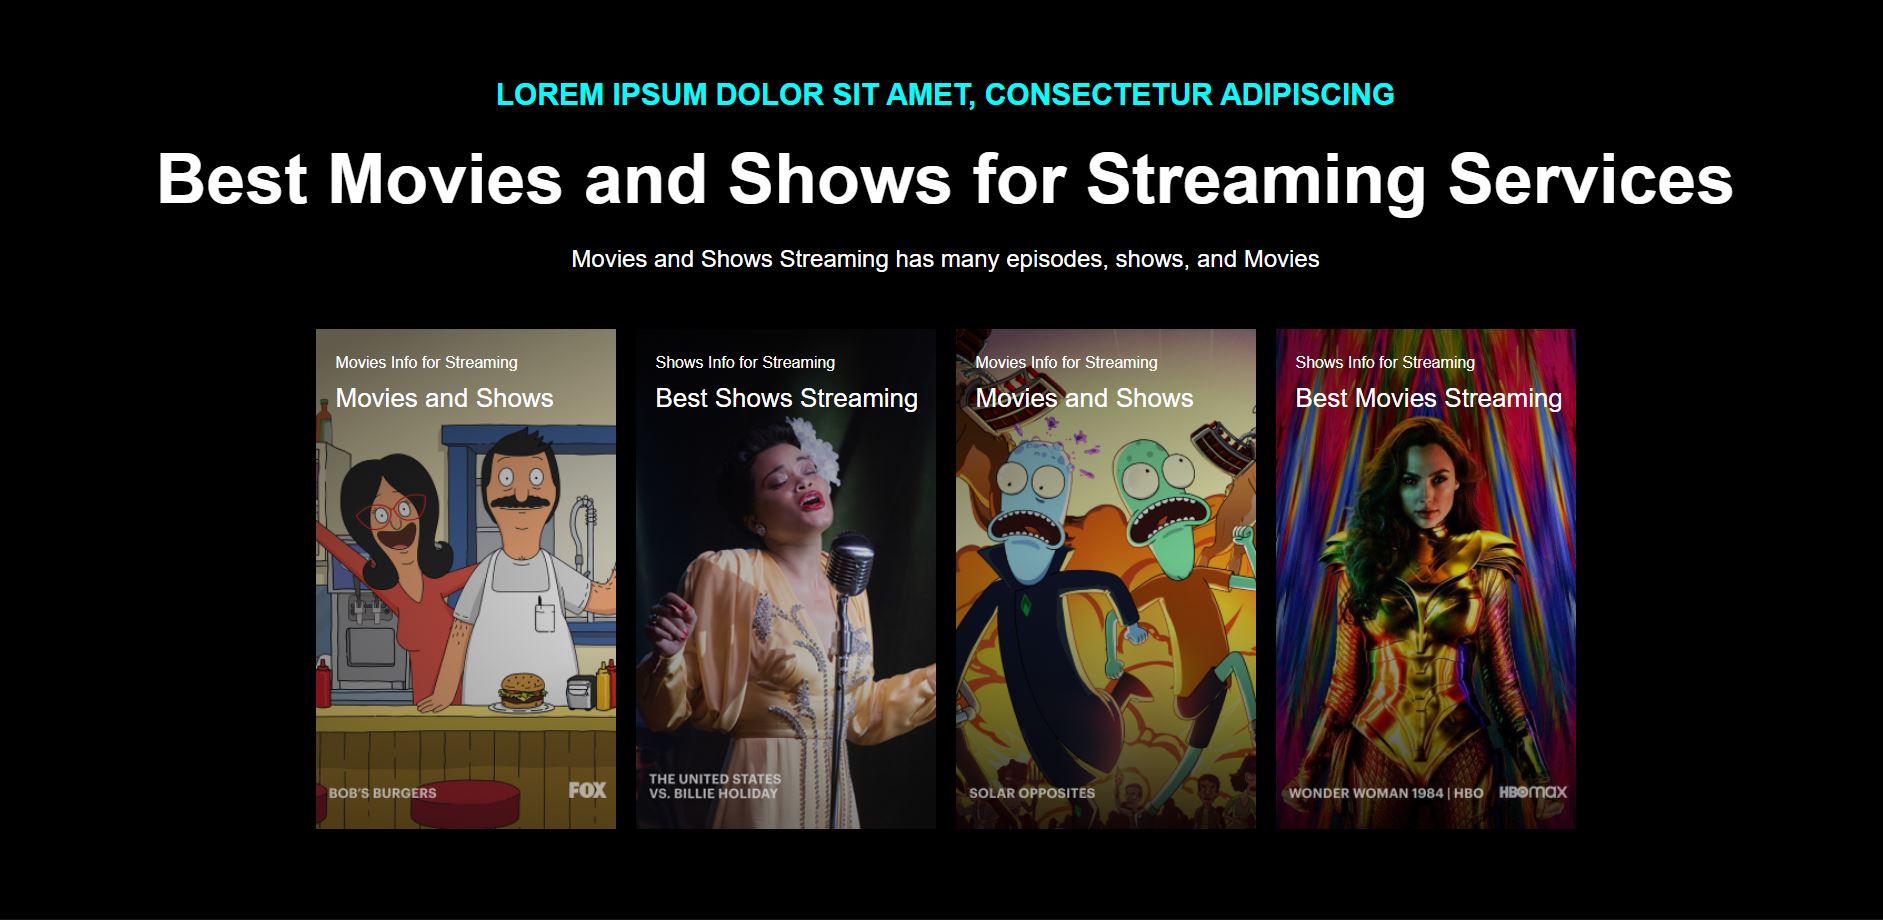 LOREM IPSUM DOLOR SIT AMET, CONSECTETUR ADIPISCING
Best Movies and Shows for Streaming Services
Movies and Shows Streaming has many episodes, shows, and Movies
Movies Info for Streaming
Movies and Shows
BOB'S BURGERS
FOX
Shows Info for Streaming
Best Shows Streaming
THE UNITED STATES
VS. BILLIE HOLIDAY
Movies Info for Streaming
Movies and Shows
SOLAR OPPOSITES
Shows Info for Streaming
Best Movies Streaming
WONDER WOMAN 1984 | HBO
HBOmax